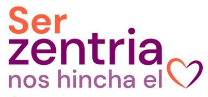 Ser
zentria
nos hincha el